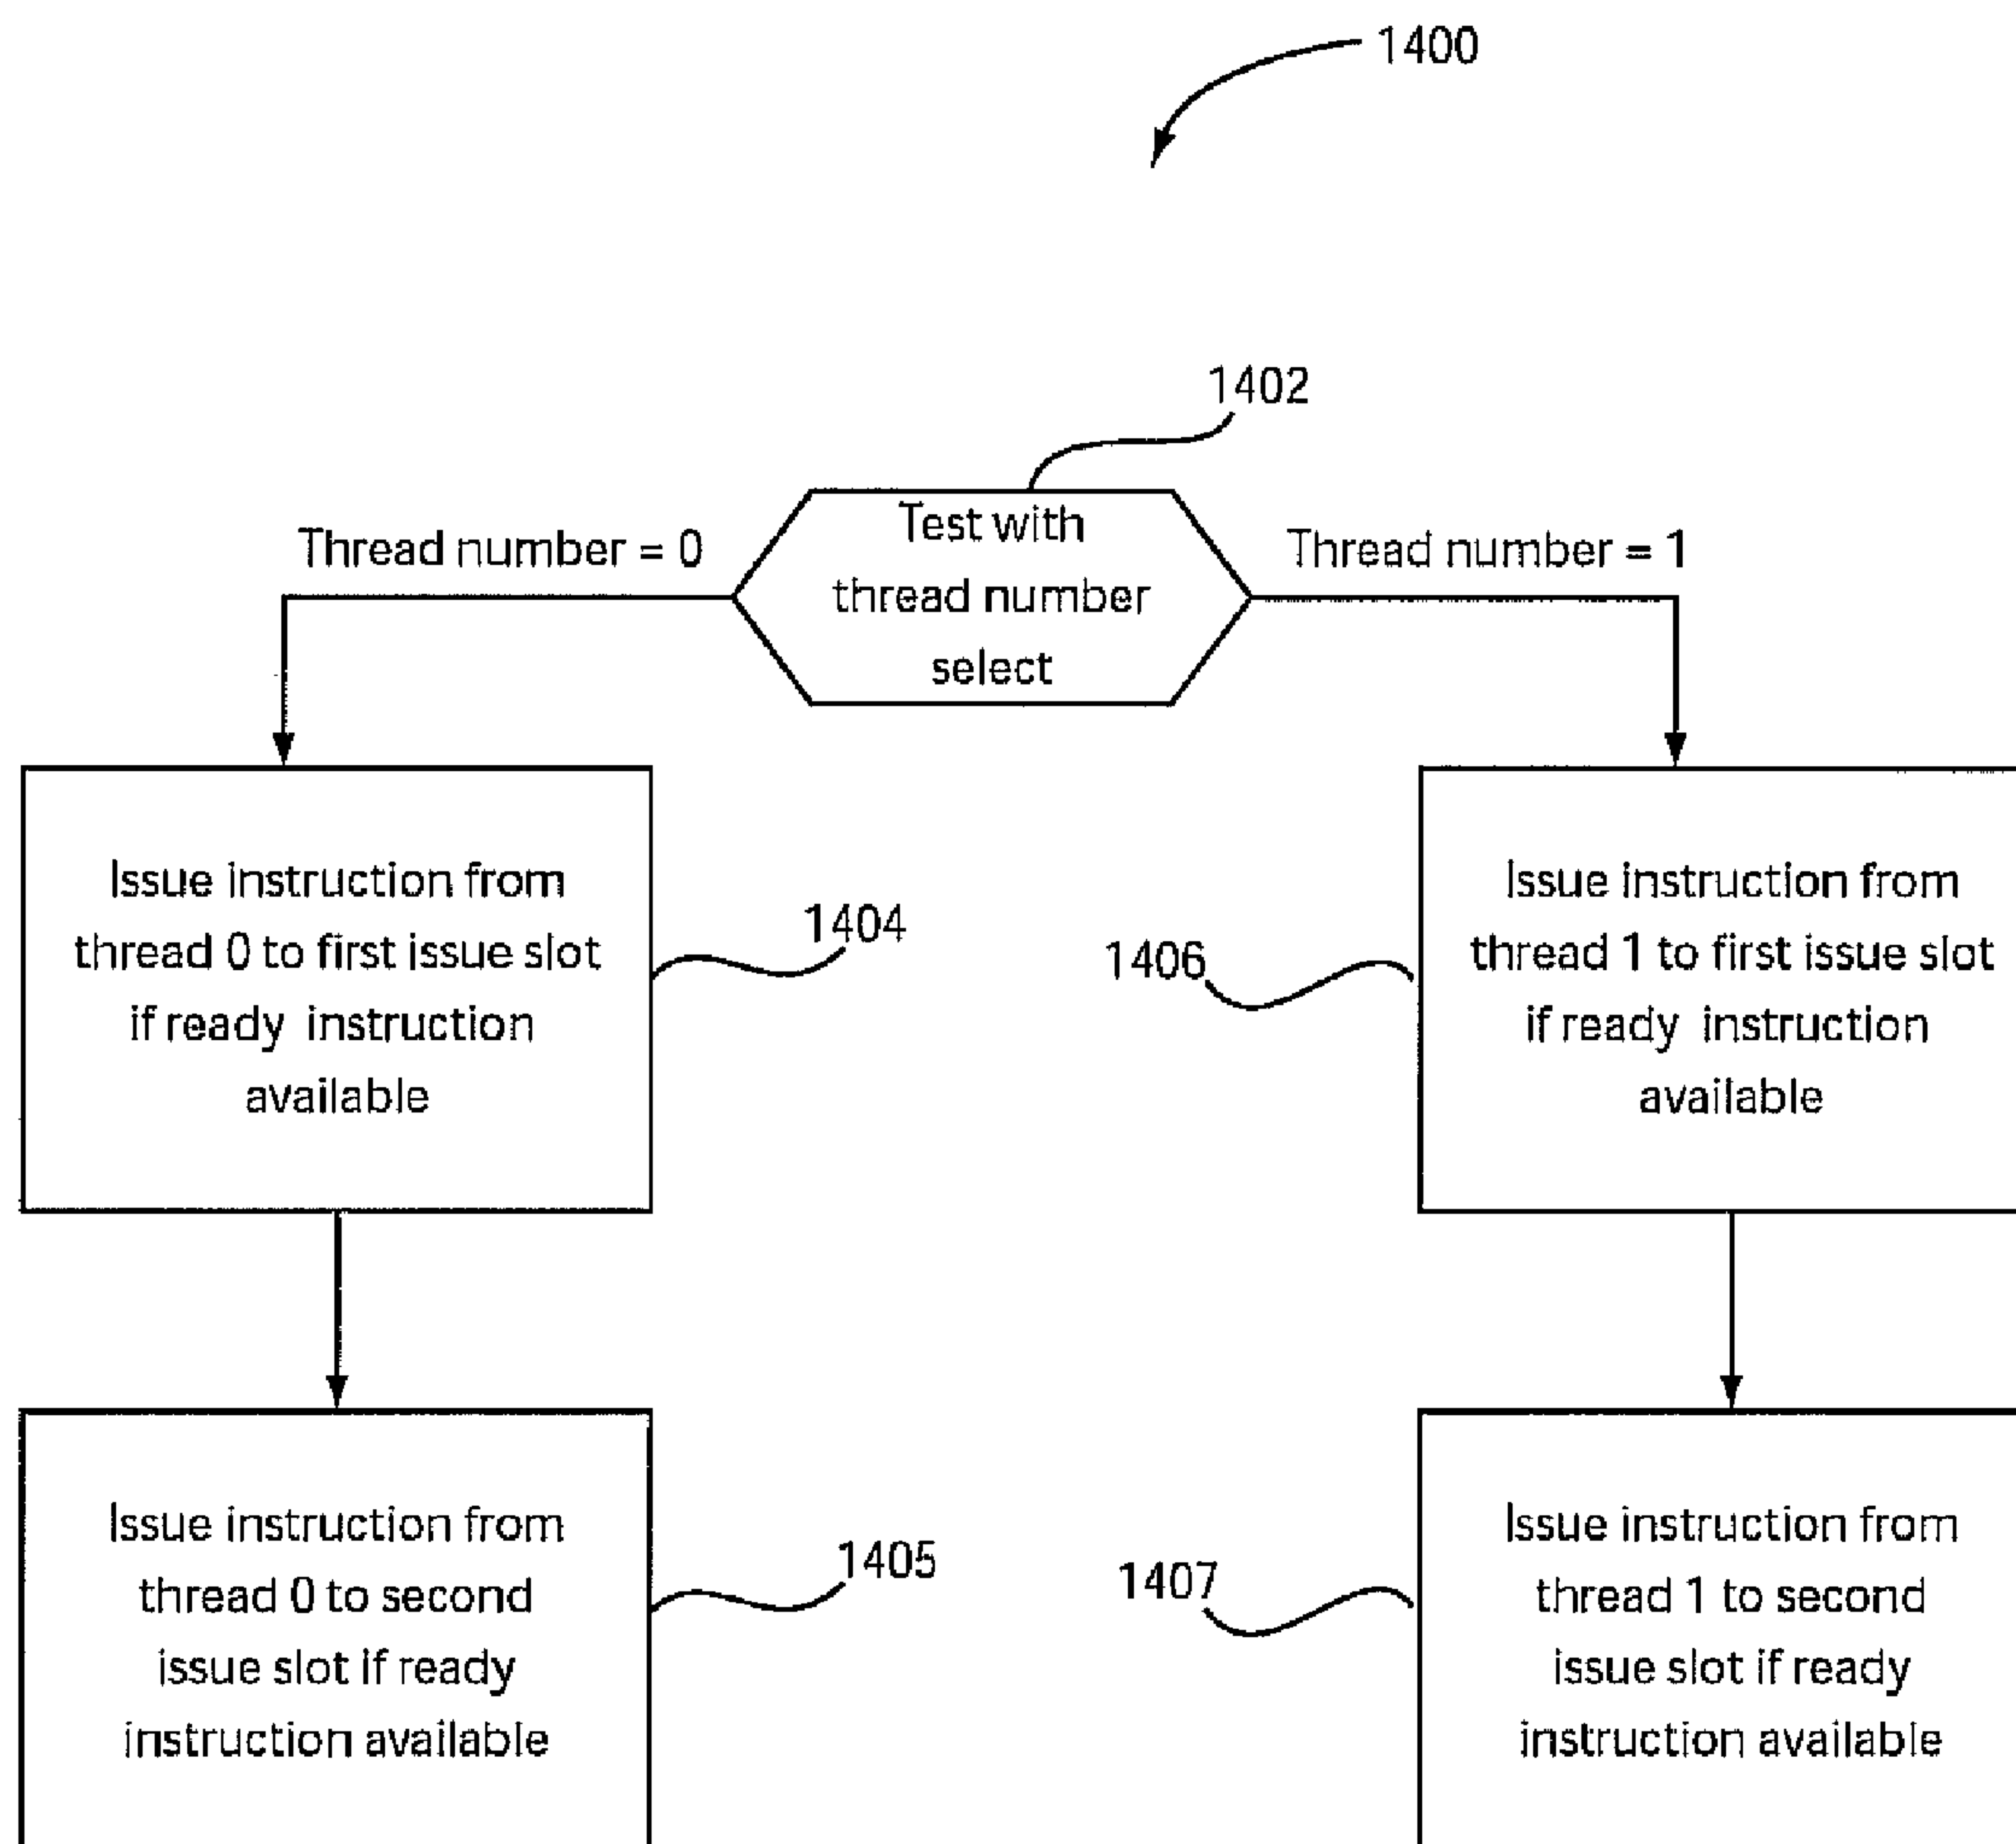 1400
1402
Thread number = 0
Test with
thread number
select
Thread number = 1
Issue instruction from
thread 0 to first issue slot
if ready instruction
available
1404
1406
Issue instruction from
thread 1 to first issue slot
if ready instruction
available
Issue instruction from
thread 0 to second
issue slot if ready
instruction available
1405
1407
Issue instruction from
thread 1 to second
issue slot if ready
instruction available